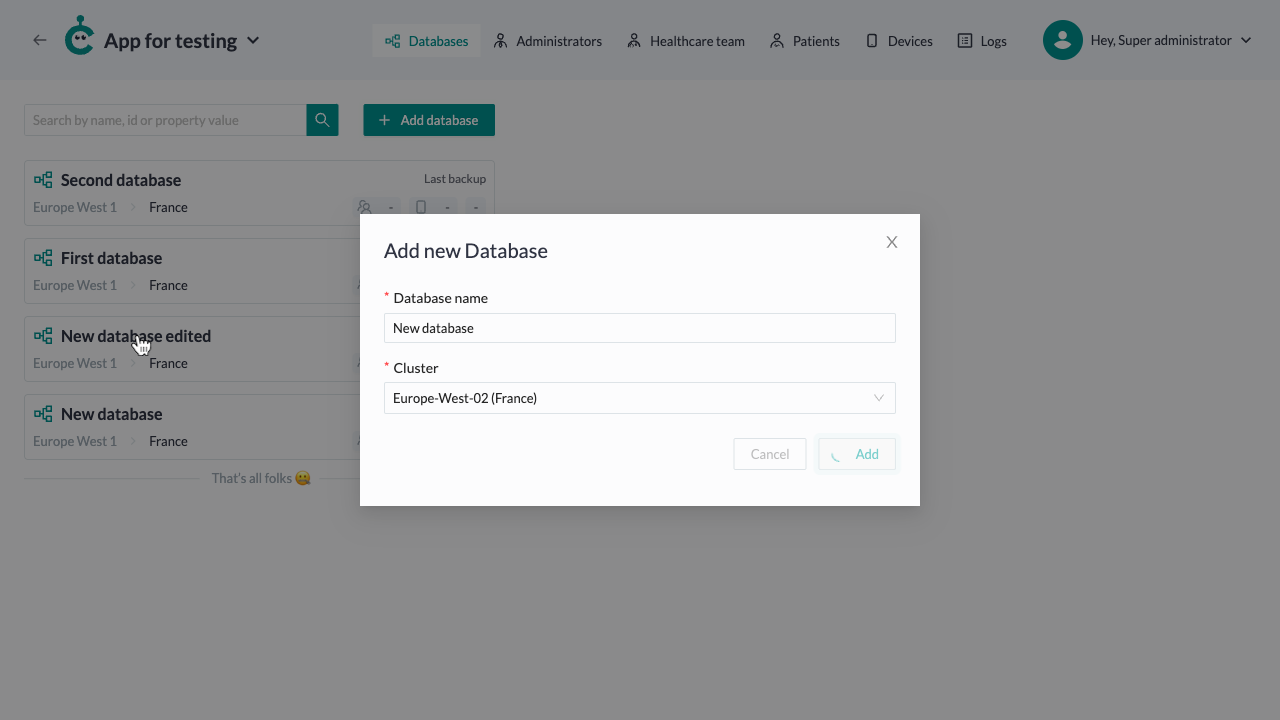 App for testing
Databases
Administrators
Healthcare team
Patients
Devices
Logs
Hey, Super administrator
Search by name, id or property value
Add database
Second database
Last backup
Europe West 1
France
-
-
-
First database
Europe West 1
France
New database edited
Europe West 1
France
New database
Europe West 1
France
That's all folks 🤐
Add new Database
* Database name
New database
* Cluster
Europe-West-02 (France)
Cancel
Add